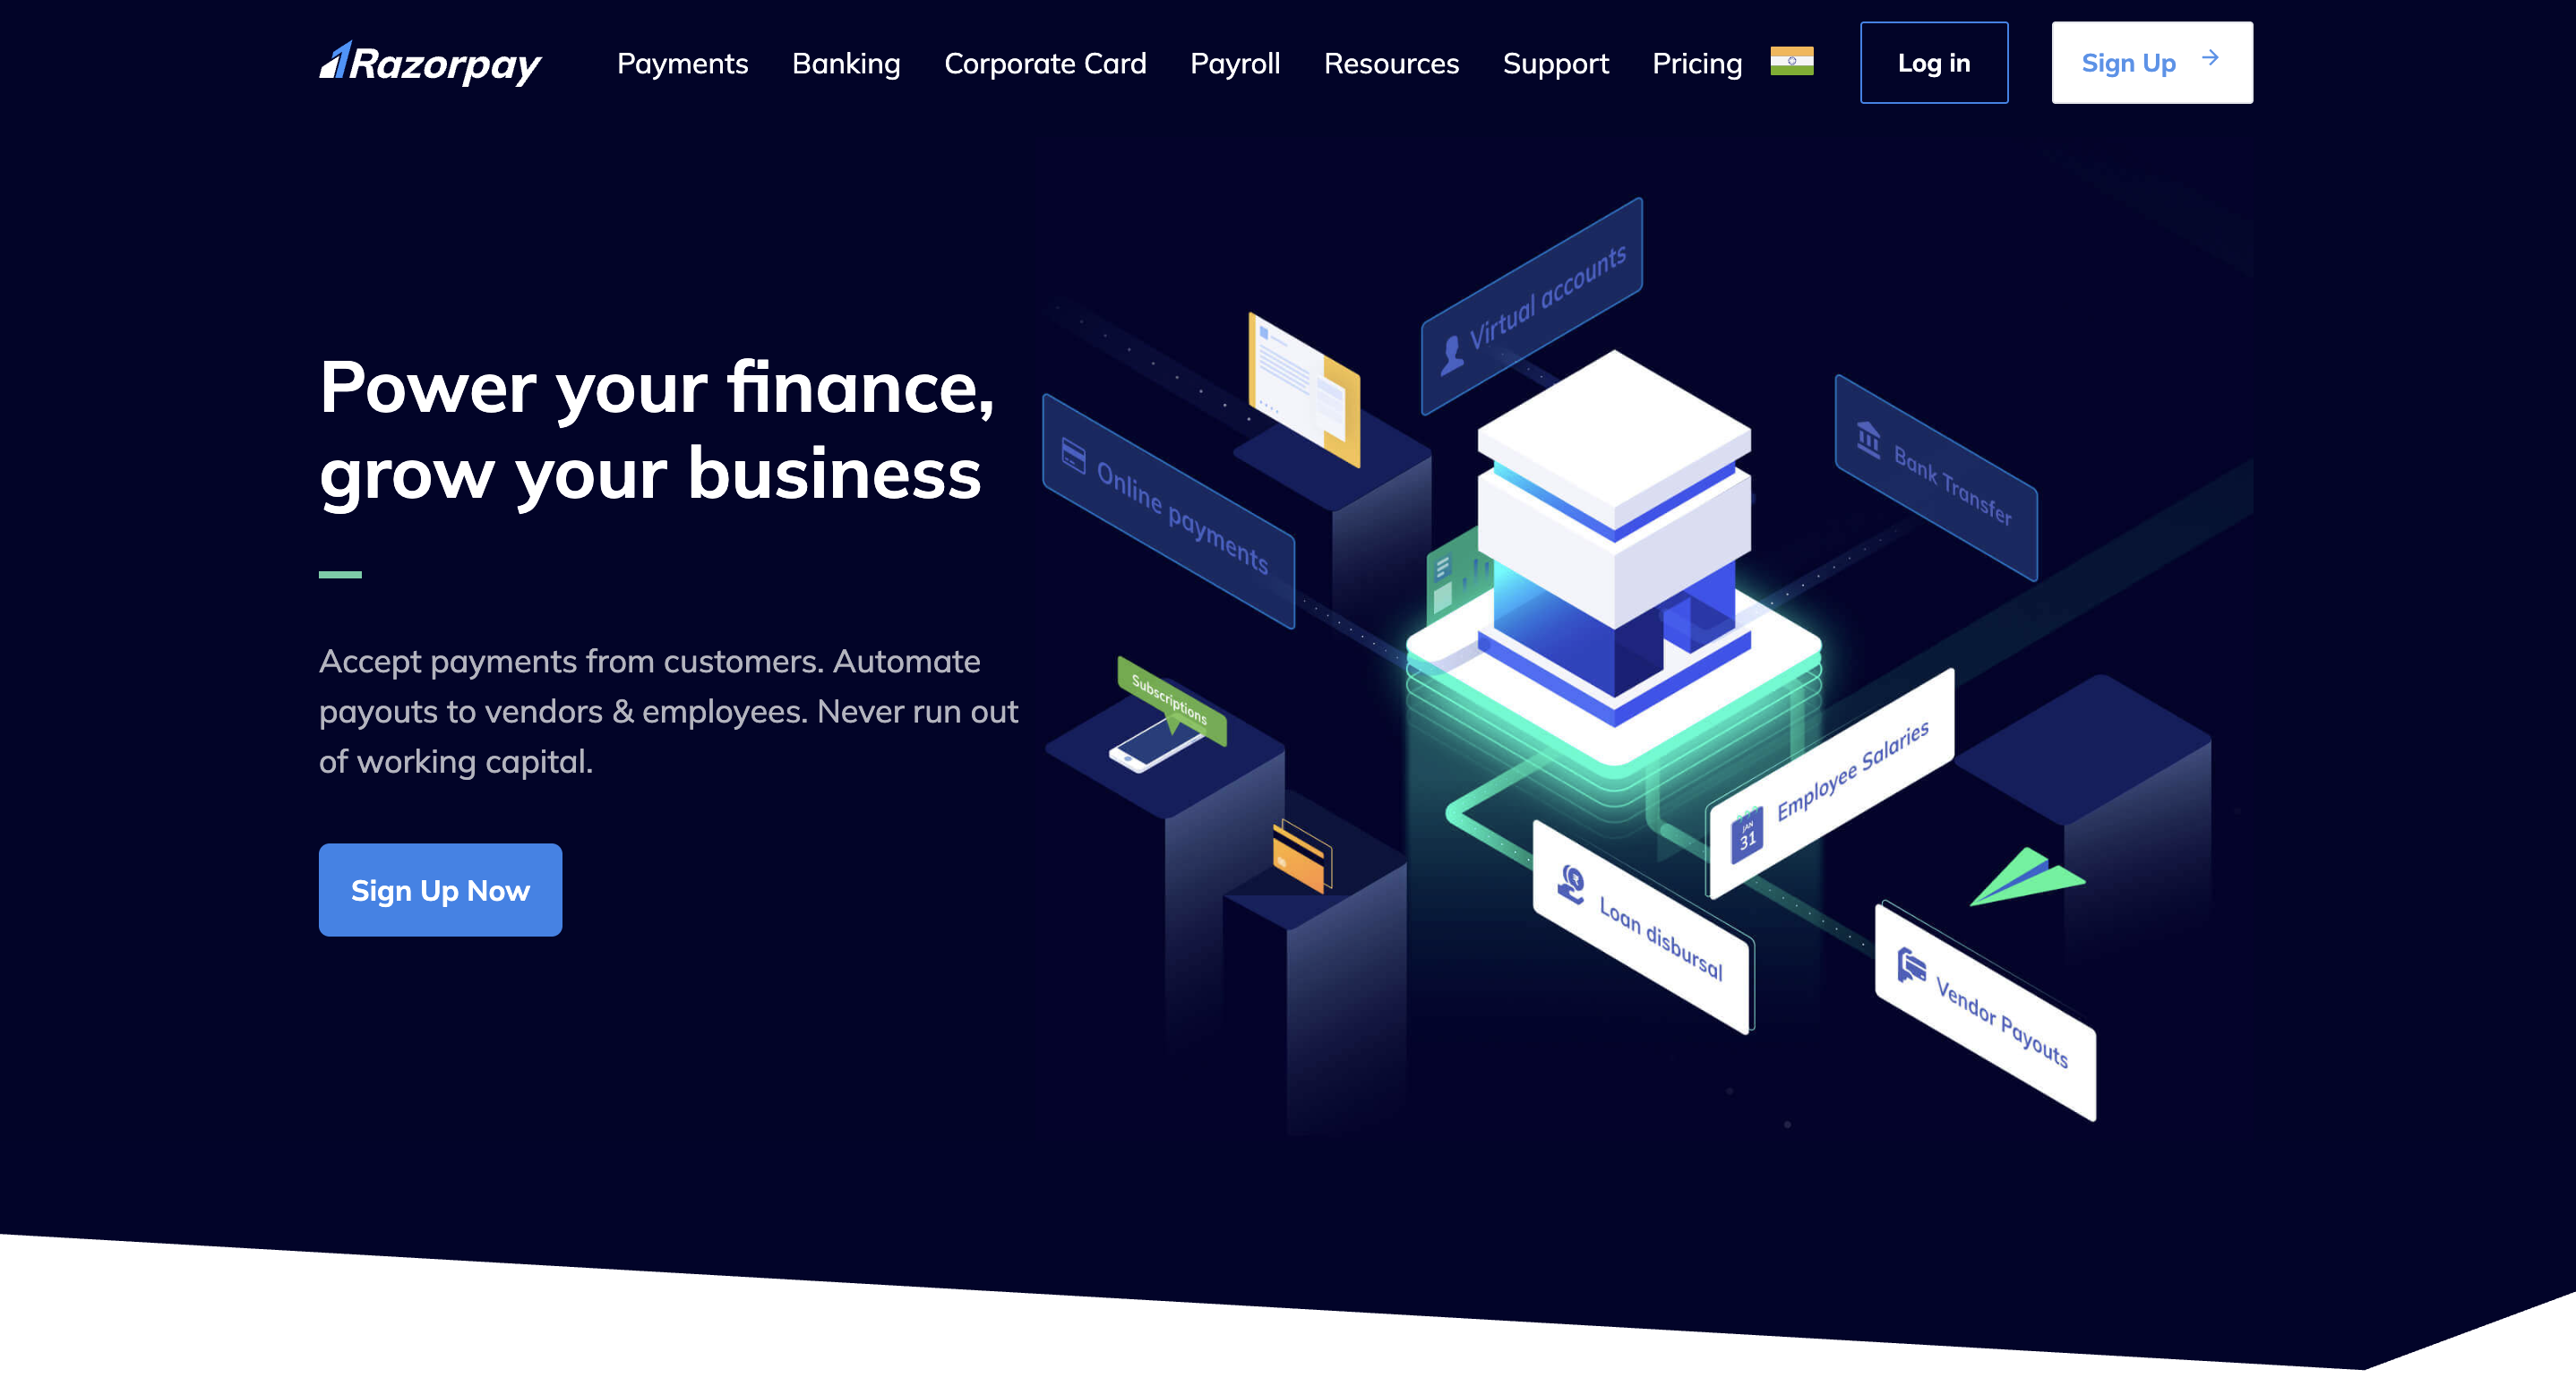 Razorpay
Payments
Banking
Corporate Card
Payroll
Resources
Support
Pricing
Log in
Sign Up
Power your finance,
grow your business
Accept payments from customers. Automate
payouts to vendors & employees. Never run out
of working capital.
Sign Up Now
Virtual accounts
Online payments
Bank Transfer
Subscriptions
Employee Salaries
JAN
31
Loan disbursal
Vendor Payouts